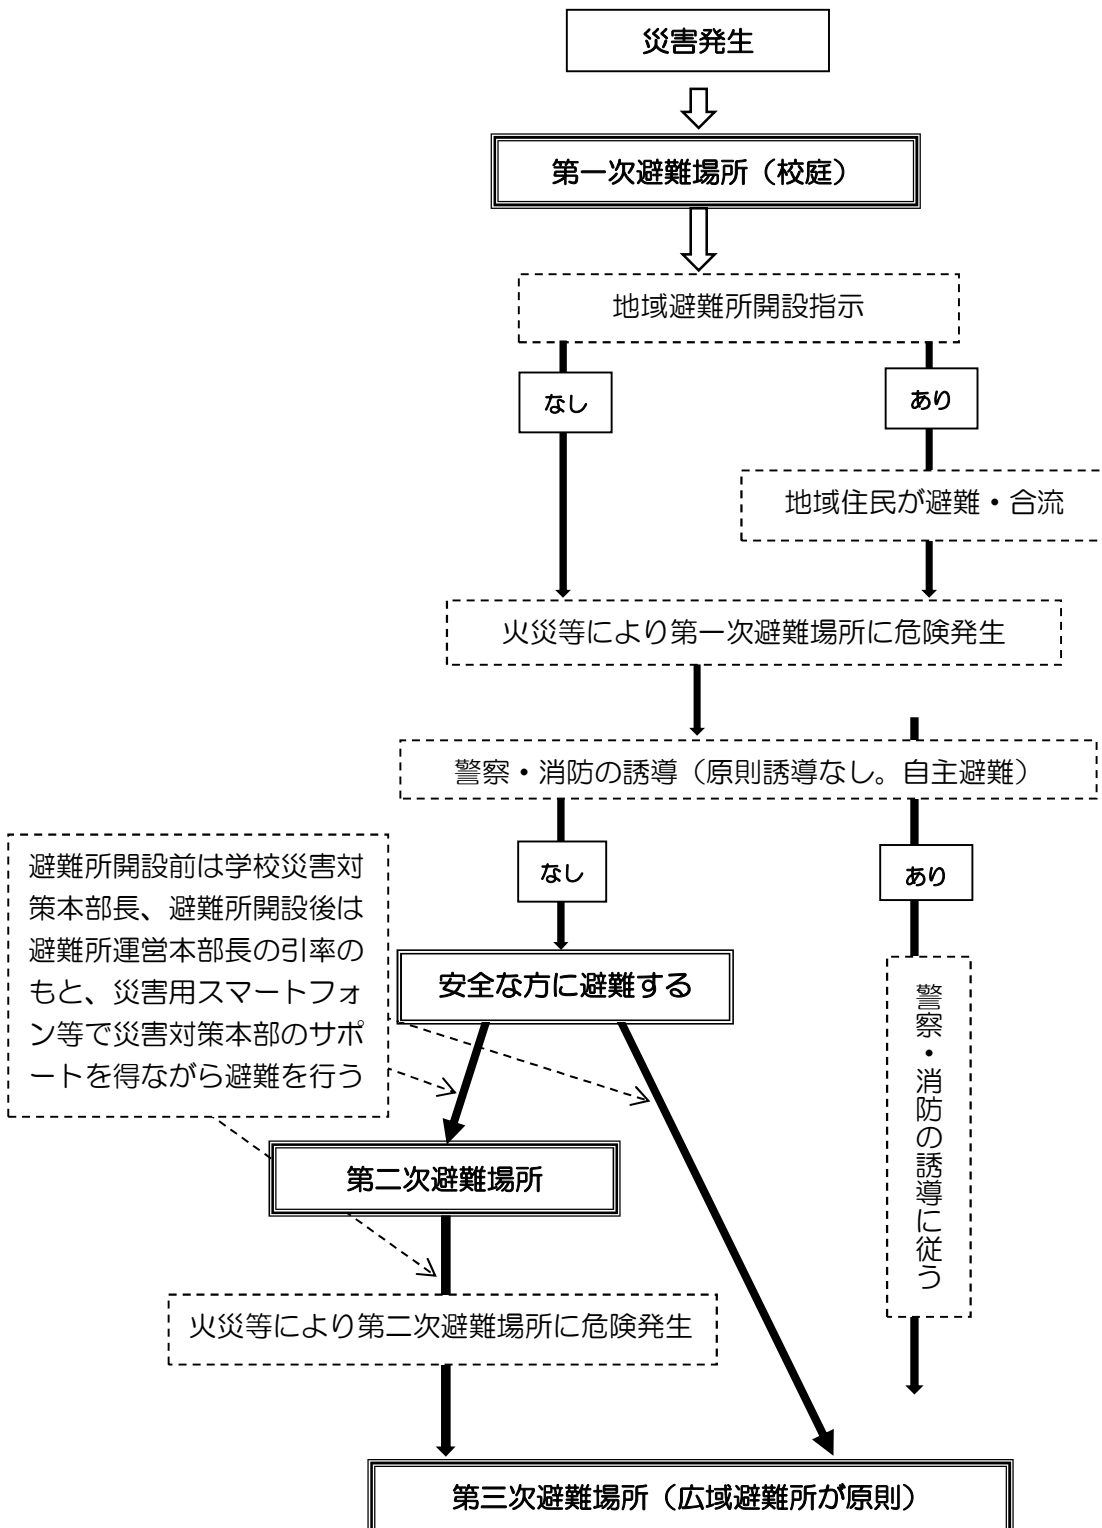 災害発生
第一次避難場所（校庭）
地域避難所開設指示
なし
あり
地域住民が避難・合流
火災等により第一次避難場所に危険発生
警察・消防の誘導（原則誘導なし。自主避難）
なし
あり
避難所開設前は学校災害対
策本部長、避難所開設後は
避難所運営本部長の引率の
もと、災害用スマートフォ
ン等で災害対策本部のサポ
ートを得ながら避難を行う
安全な方に避難する
警察・消防の誘導に従う
第二次避難場所
火災等により第二次避難場所に危険発生
第三次避難場所（広域避難所が原則）